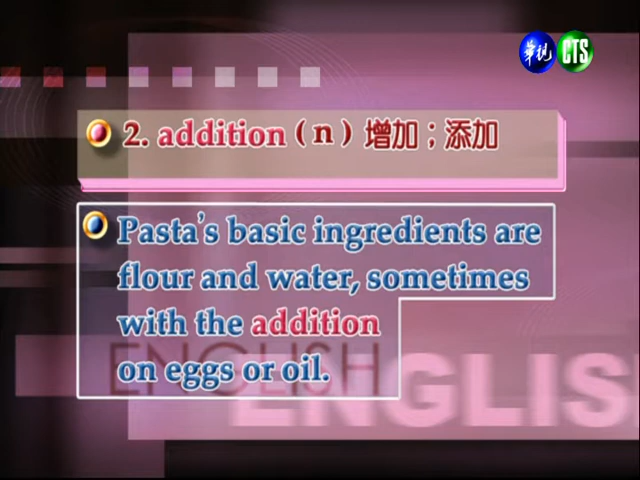 華視 CTS
2. addition (n) 增加;添加
Pasta's basic ingredients are
flour and water, sometimes
with the addition
on eggs or oil.
ENGLISH
ENGLIS